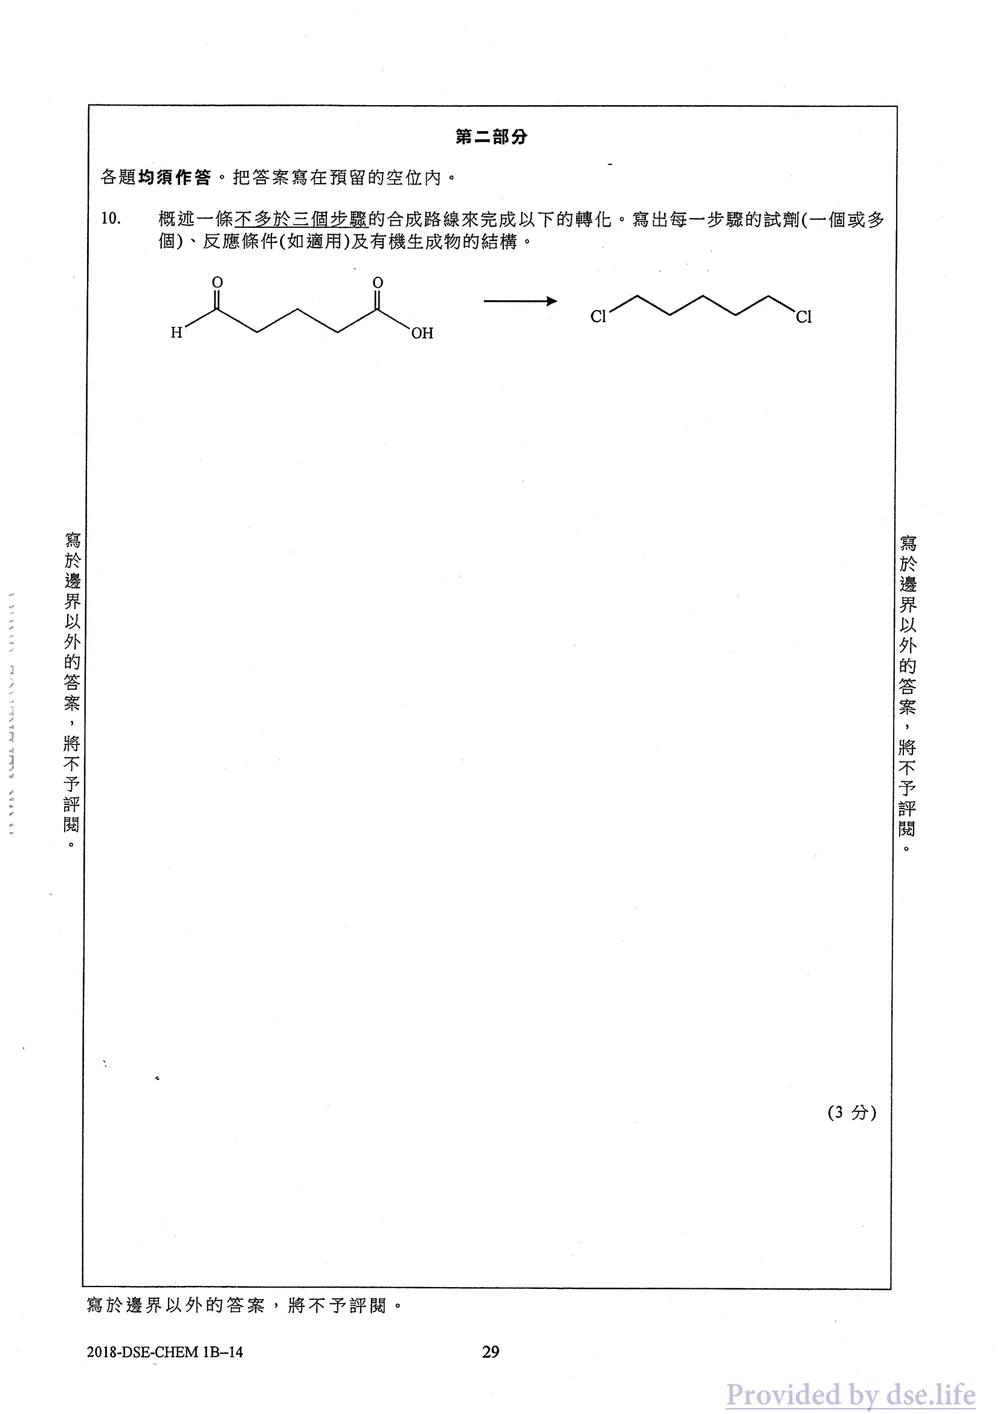 第二部分
各題均須作答。把答案寫在預留的空位內。
10. 概述一條不多於三個步驟的合成路線來完成以下的轉化。寫出每一步驟的試劑(一個或多
個)、反應條件(如適用)及有機生成物的結構。
O O
H OH
Cl Cl
寫於邊界以外的答案，將不予評閱。
寫於邊界以外的答案，將不予評閱。
(3 分)
寫於邊界以外的答案，將不予評閱。
2018-DSE-CHEM 1B–14 29
Provided by dse.life